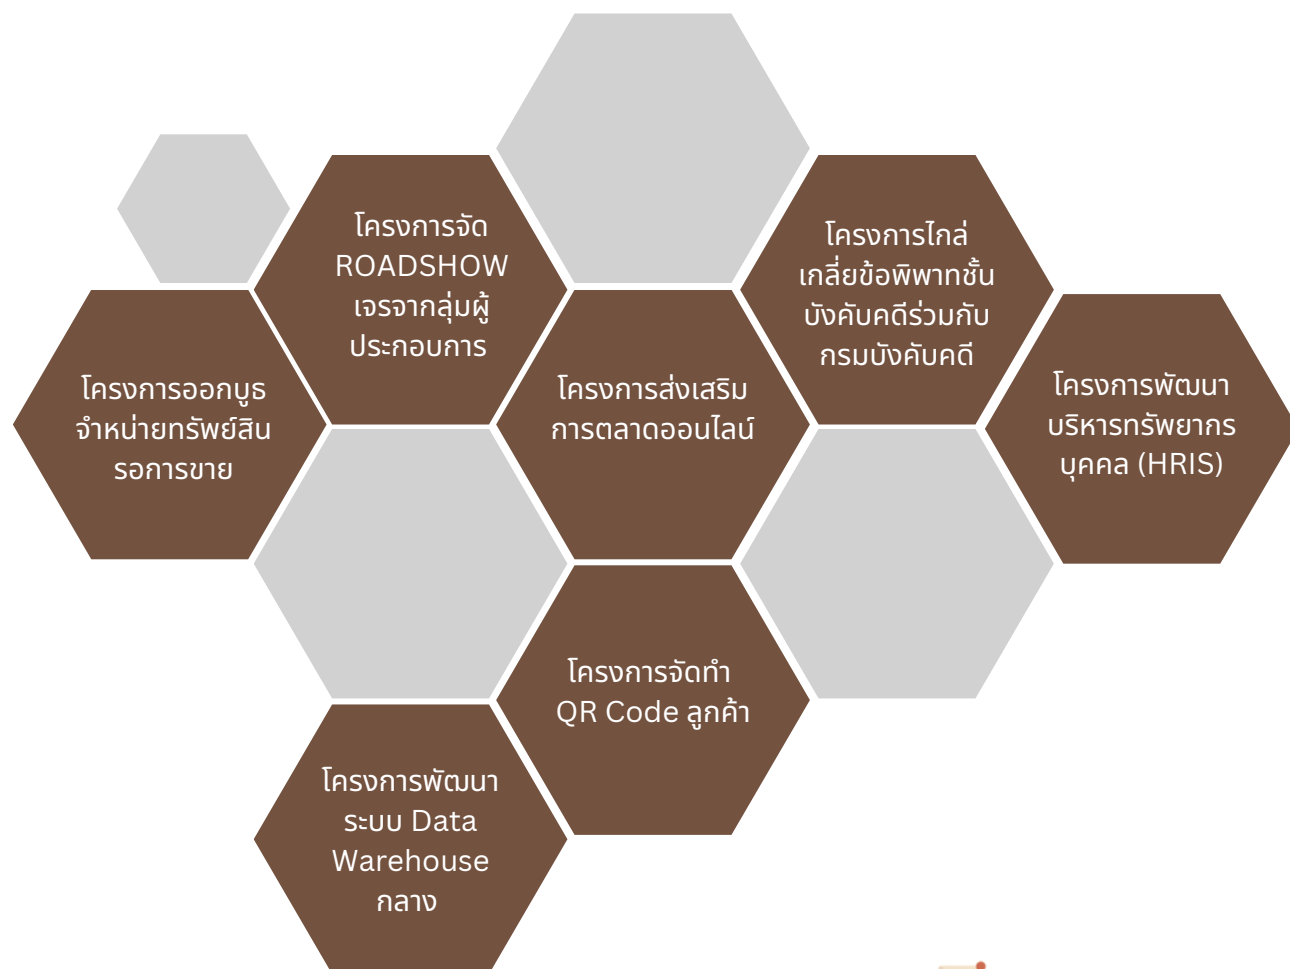 โครงการจัด
ROADSHOW
เจรจากลุ่มผู้
ประกอบการ
โครงการไกล่
เกลี่ยข้อพิพาทชั้น
บังคับคดีร่วมกับ
กรมบังคับคดี
โครงการออกบูธ
จำหน่ายทรัพย์สิน
รอการขาย
โครงการส่งเสริม
การตลาดออนไลน์
โครงการพัฒนา
บริหารทรัพยากร
บุคคล (HRIS)
โครงการจัดทำ
QR Code ลูกค้า
โครงการพัฒนา
ระบบ Data
Warehouse
กลาง